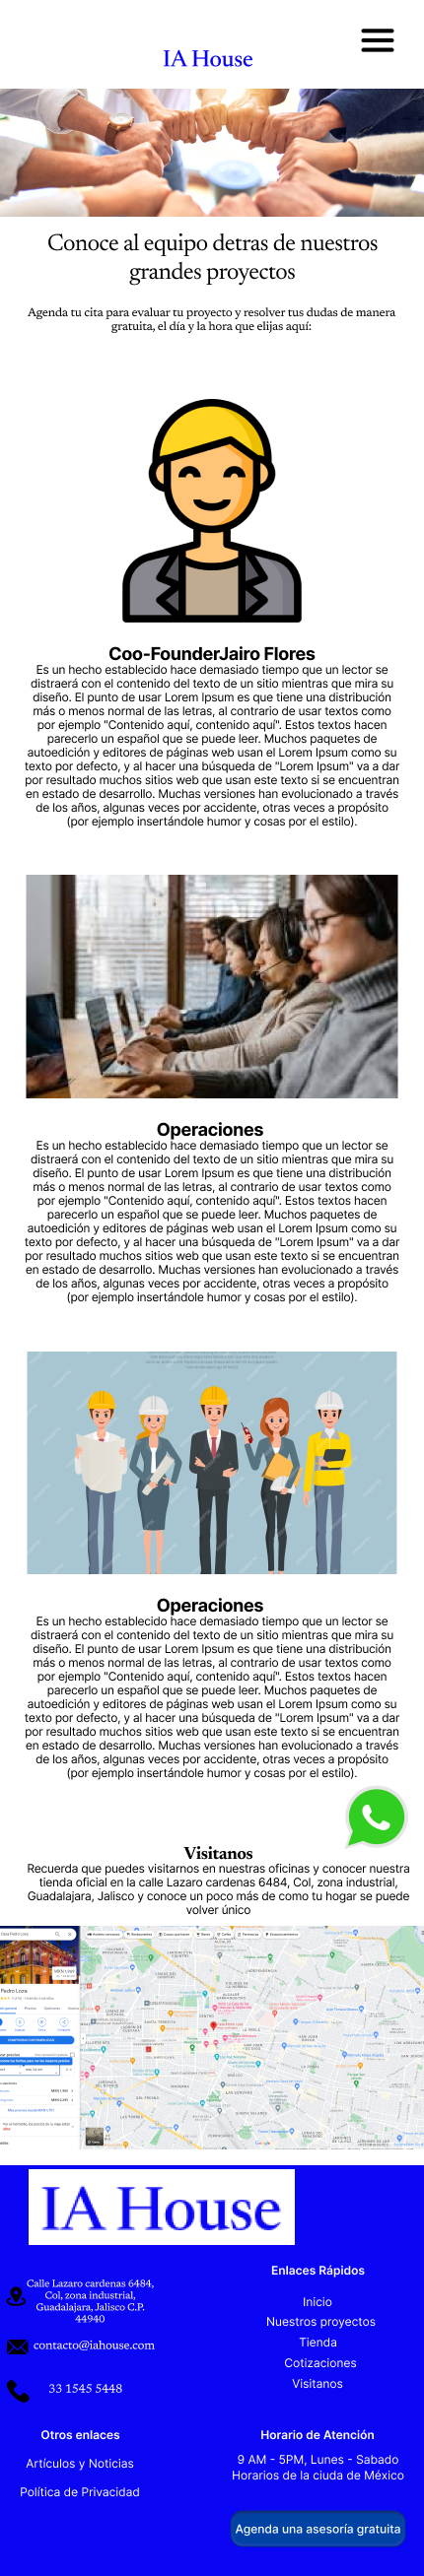 IA House
Conoce al equipo detras de nuestros
grandes proyectos
Agenda tu cita para evaluar tu proyecto y resolver tus dudas de manera
gratuita, el día y la hora que elijas aquí:
Coo-FounderJairo Flores
Es un hecho establecido hace demasiado tiempo que un lector se
distraerá con el contenido del texto de un sitio mientras que mira su
diseño. El punto de usar Lorem Ipsum es que tiene una distribución
más o menos normal de las letras, al contrario de usar textos como
por ejemplo "Contenido aquí, contenido aquí". Estos textos hacen
parecerlo un español que se puede leer. Muchos paquetes de
autoedición y editores de páginas web usan el Lorem Ipsum como su
texto por defecto, y al hacer una búsqueda de "Lorem Ipsum" va a dar
por resultado muchos sitios web que usan este texto si se encuentran
en estado de desarrollo. Muchas versiones han evolucionado a través
de los años, algunas veces por accidente, otras veces a propósito
(por ejemplo insertándole humor y cosas por el estilo).
Operaciones
Es un hecho establecido hace demasiado tiempo que un lector se
distraerá con el contenido del texto de un sitio mientras que mira su
diseño. El punto de usar Lorem Ipsum es que tiene una distribución
más o menos normal de las letras, al contrario de usar textos como
por ejemplo "Contenido aquí, contenido aquí". Estos textos hacen
parecerlo un español que se puede leer. Muchos paquetes de
autoedición y editores de páginas web usan el Lorem Ipsum como su
texto por defecto, y al hacer una búsqueda de "Lorem Ipsum" va a dar
por resultado muchos sitios web que usan este texto si se encuentran
en estado de desarrollo. Muchas versiones han evolucionado a través
de los años, algunas veces por accidente, otras veces a propósito
(por ejemplo insertándole humor y cosas por el estilo).
Operaciones
Es un hecho establecido hace demasiado tiempo que un lector se
distraerá con el contenido del texto de un sitio mientras que mira su
diseño. El punto de usar Lorem Ipsum es que tiene una distribución
más o menos normal de las letras, al contrario de usar textos como
por ejemplo "Contenido aquí, contenido aquí". Estos textos hacen
parecerlo un español que se puede leer. Muchos paquetes de
autoedición y editores de páginas web usan el Lorem Ipsum como su
texto por defecto, y al hacer una búsqueda de "Lorem Ipsum" va a dar
por resultado muchos sitios web que usan este texto si se encuentran
en estado de desarrollo. Muchas versiones han evolucionado a través
de los años, algunas veces por accidente, otras veces a propósito
(por ejemplo insertándole humor y cosas por el estilo).
Visitanos
Recuerda que puedes visitarnos en nuestras oficinas y conocer nuestra
tienda oficial en la calle Lazaro cardenas 6484, Col, zona industrial,
Guadalajara, Jalisco y conoce un poco más de como tu hogar se puede
volver único
Pedro Loza
Google
IA House
Calle Lazaro cardenas 6484,
Col, zona industrial,
Guadalajara, Jalisco C.P.
44940
contacto@iahouse.com
33 1545 5448
Enlaces Rápidos
Inicio
Nuestros proyectos
Tienda
Cotizaciones
Visitanos
Otros enlaces
Artículos y Noticias
Política de Privacidad
Horario de Atención
9 AM - 5PM, Lunes - Sabado
Horarios de la ciuda de México
Agenda una asesoría gratuita